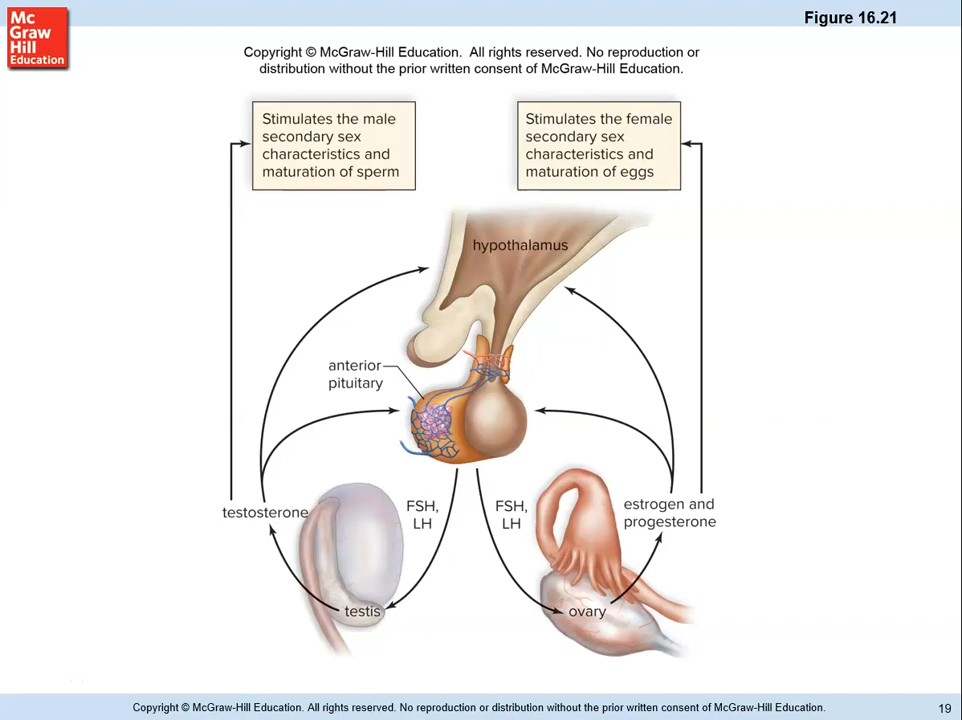 Mc
Graw
Hill
Education
Figure 16.21
Copyright © McGraw-Hill Education. All rights reserved. No reproduction or
distribution without the prior written consent of McGraw-Hill Education.
Stimulates the male
secondary sex
characteristics and
maturation of sperm
Stimulates the female
secondary sex
characteristics and
maturation of eggs
hypothalamus
anterior
pituitary
testosterone
FSH,
LH
FSH,
LH
estrogen and
progesterone
testis
ovary
Copyright © McGraw-Hill Education. All rights reserved. No reproduction or distribution without the prior written consent of McGraw-Hill Education.
19